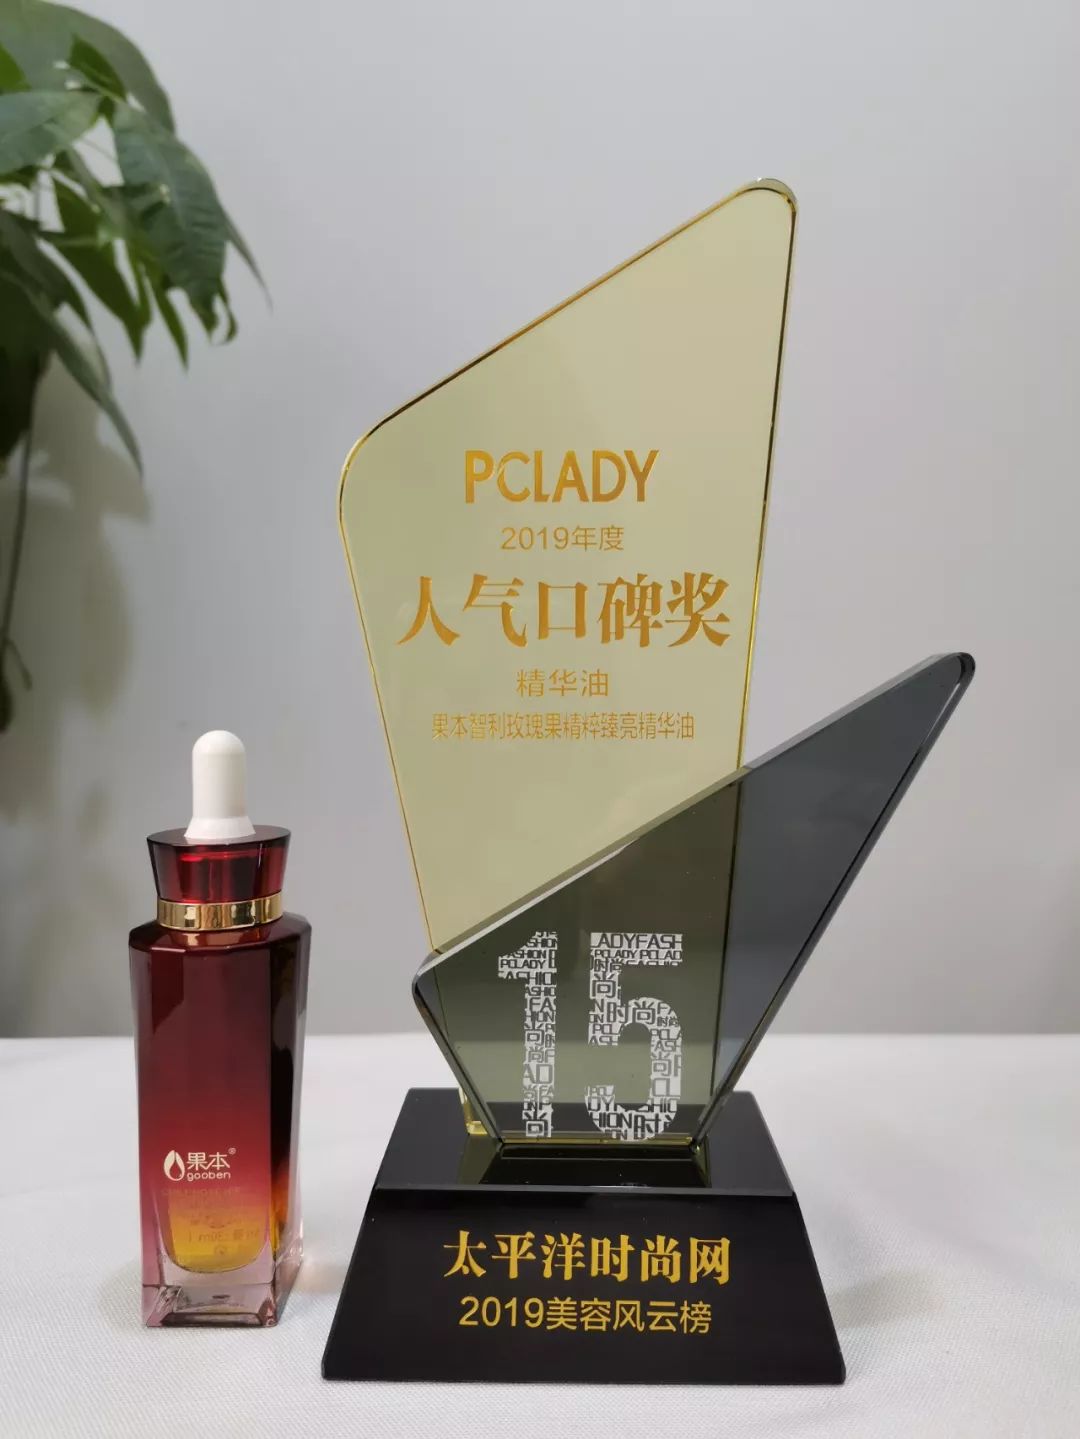 PCLADY
2019年度
人气口碑奖
精华油
果本智利玫瑰果精粹臻亮精华油
15
太平洋时尚网
2019美容风云榜
果本®
gooben